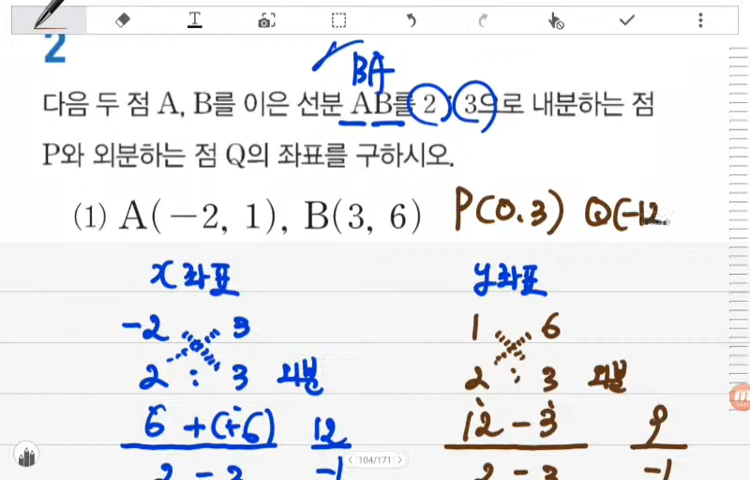 2
BA
다음 두 점 A, B를 이은 선분 AB를 2 : 3으로 내분하는 점
P와 외분하는 점 Q의 좌표를 구하시오.
(1) A(−2, 1), B(3, 6) P(0.3) Q(-12
x좌표 y좌표
-2 3 1 6
2 : 3 외분 2 : 3 외분
6 + (+6) 12 12 - 3 9
2 - 3 -1 2 - 3 -1
104/171